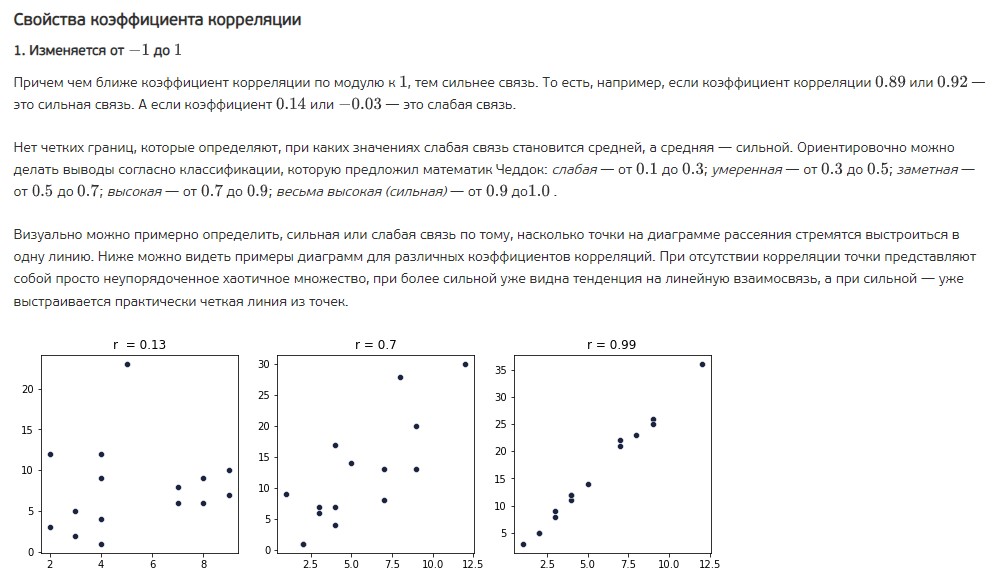 Свойства коэффициента корреляции
1. Изменяется от −1 до 1
Причем чем ближе коэффициент корреляции по модулю к 1, тем сильнее связь. То есть, например, если коэффициент корреляции 0.89 или 0.92 —
это сильная связь. А если коэффициент 0.14 или −0.03 — это слабая связь.
Нет четких границ, которые определяют, при каких значениях слабая связь становится средней, а средняя — сильной. Ориентировочно можно
делать выводы согласно классификации, которую предложил математик Чеддок: слабая — от 0.1 до 0.3; умеренная — от 0.3 до 0.5; заметная —
от 0.5 до 0.7; высокая — от 0.7 до 0.9; весьма высокая (сильная) — от 0.9 до1.0 .
Визуально можно примерно определить, сильная или слабая связь по тому, насколько точки на диаграмме рассеяния стремятся выстроиться в
одну линию. Ниже можно видеть примеры диаграмм для различных коэффициентов корреляций. При отсутствии корреляции точки представляют
собой просто неупорядоченное хаотичное множество, при более сильной уже видна тенденция на линейную взаимосвязь, а при сильной — уже
выстраивается практически четкая линия из точек.
r = 0.13
20
15
10
5
0
2 4 6 8
r = 0.7
30
25
20
15
10
5
0
2.5 5.0 7.5 10.0 12.5
r = 0.99
35
30
25
20
15
10
5
2.5 5.0 7.5 10.0 12.5